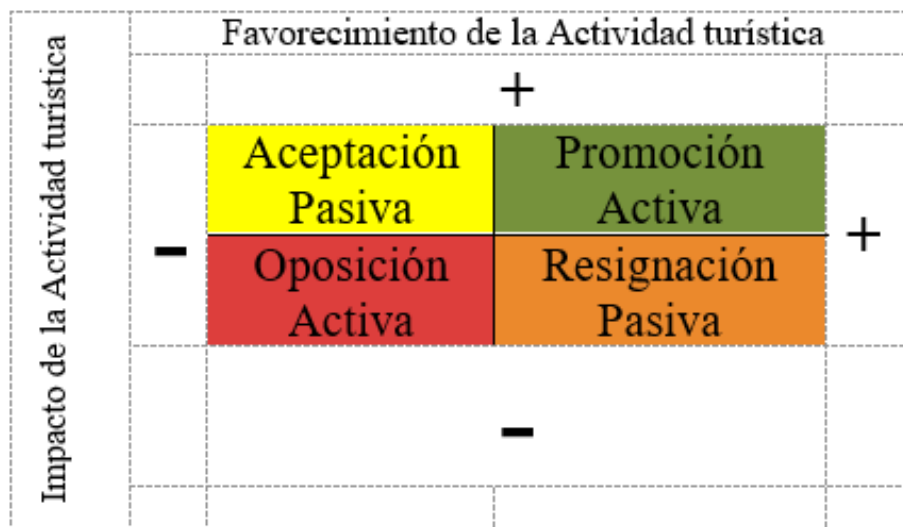 Favorecimiento de la Actividad turística
Impacto de la Actividad turística
+
Aceptación
Pasiva
Promoción
Activa
-
+
Oposición
Activa
Resignación
Pasiva
-